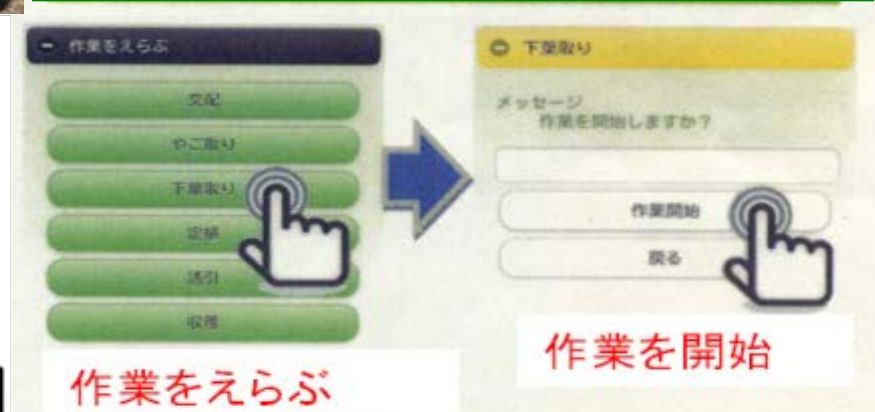 作業をえらぶ
交配
やご取り
下葉取り
定植
誘引
収穫
作業をえらぶ
下葉取り
メッセージ
作業を開始しますか？
作業開始
戻る
作業を開始